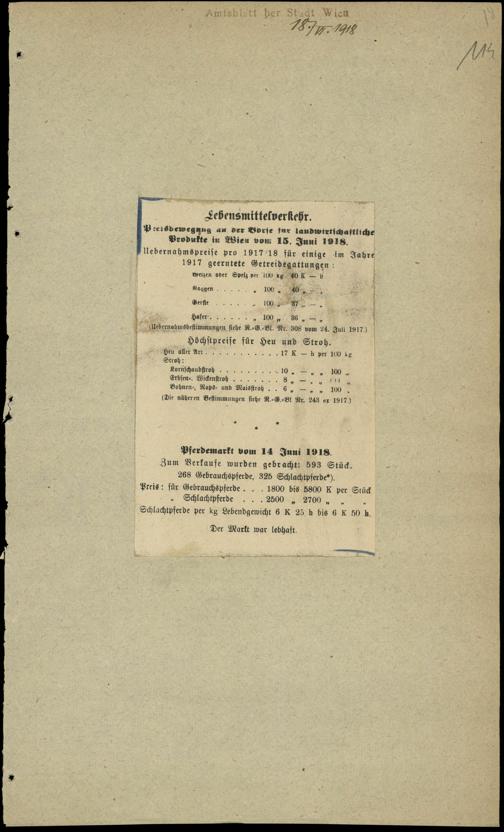 Amtsblatt der Stadt Wien
18./VI. 1918
Lebensmittelverkehr.
Preisbewegung an der Börse für landwirtschaftliche
Produkte in Wien vom 15. Juni 1918.
Uebernahmspreise pro 1917/18 für einige im Jahre
1917 geerntete Getreidegattungen:
Weizen oder Spelz per 100 kg 40 K — h
Roggen . . . . . . „ 100 „ 40 „ — „
Gerste . . . . . . „ 100 „ 37 „ — „
Hafer . . . . . . „ 100 „ 36 „ — „
(Uebernahmsbestimmungen siehe R.-G.-Bl. Nr. 308 vom 24. Juli 1917.)
Höchstpreise für Heu und Stroh.
Heu aller Art . . . . . . . . . . . 17 K — h per 100 kg
Stroh:
Kornschaubstroh . . . . . . . . . 10 „ — „ „ 100 „
Erbsen-, Wickenstroh . . . . . . . 8 „ — „ „ 100 „
Bohnen-, Raps- und Maisstroh . . 6 „ — „ „ 100 „
(Die näheren Bestimmungen siehe R.-G.-Bl. Nr. 243 ex 1917.)
* * *
Pferdemarkt vom 14. Juni 1918.
Zum Verkaufe wurden gebracht: 593 Stück.
268 Gebrauchspferde, 325 Schlachtpferde*).
Preis: für Gebrauchspferde . . . 1800 bis 5800 K per Stück
„ Schlachtpferde . . . 2500 „ 2700 „ „ „
Schlachtpferde per kg Lebendgewicht 6 K 25 h bis 6 K 50 h.
Der Markt war lebhaft.